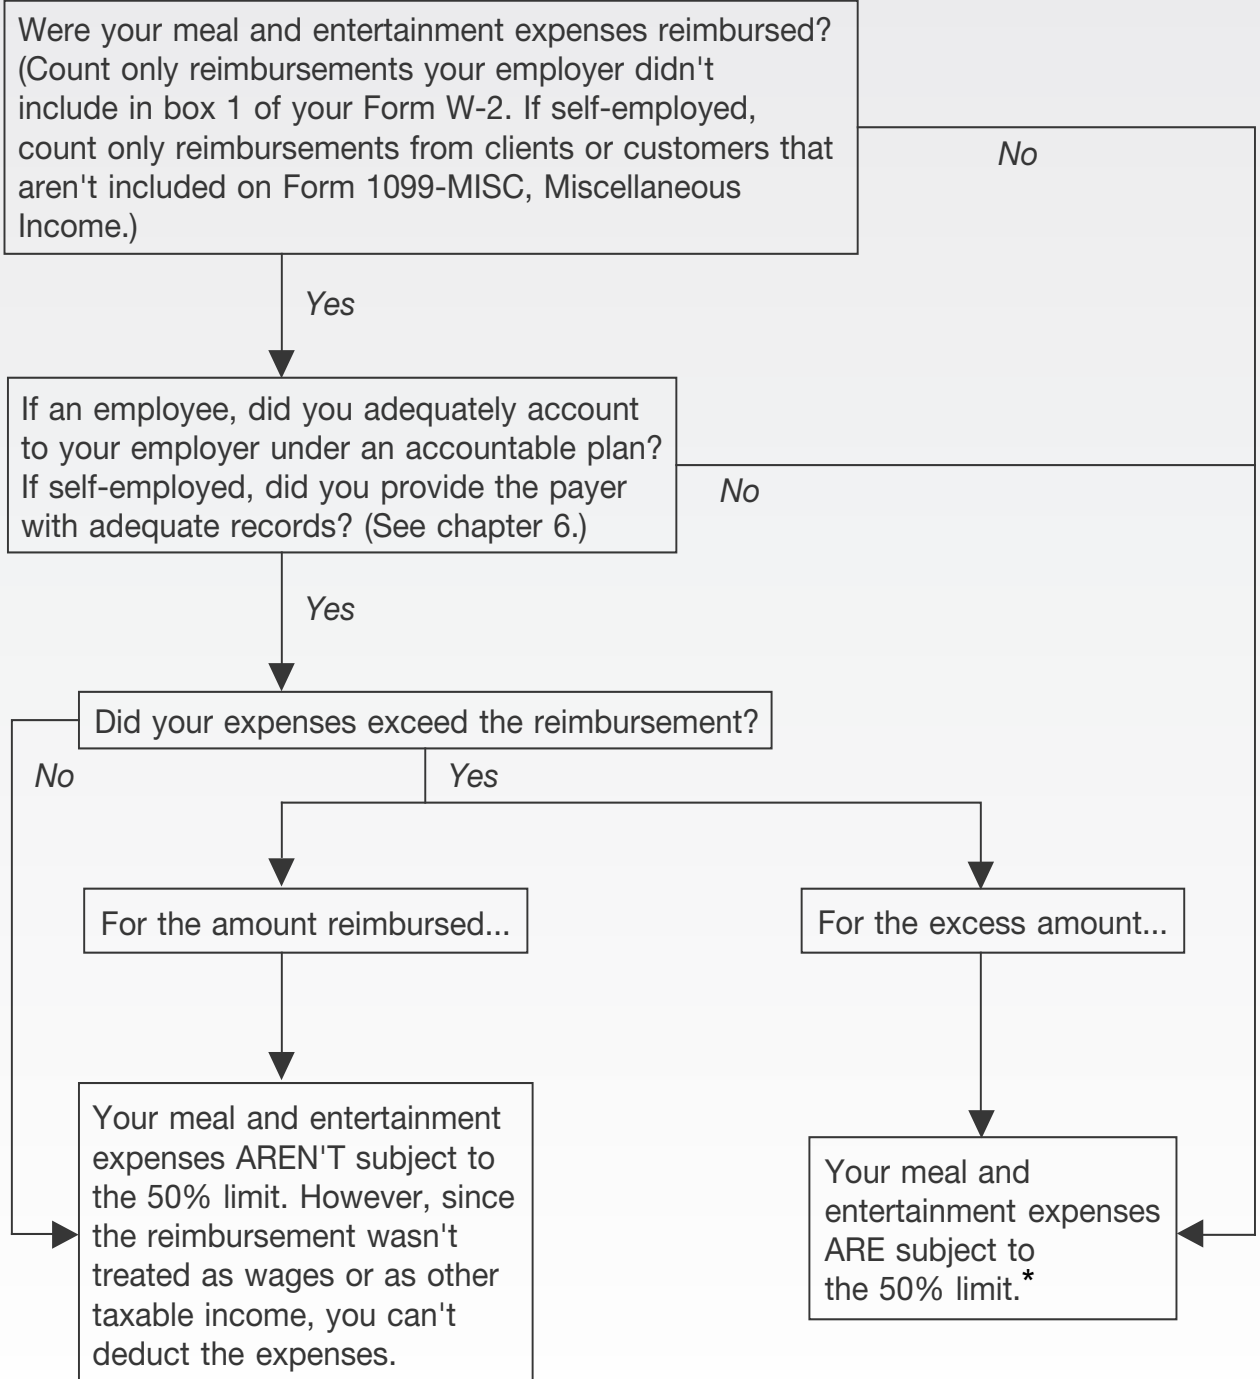 Were your meal and entertainment expenses reimbursed?
(Count only reimbursements your employer didn't
include in box 1 of your Form W-2. If self-employed,
count only reimbursements from clients or customers that
aren't included on Form 1099-MISC, Miscellaneous
Income.)
No
Yes
If an employee, did you adequately account
to your employer under an accountable plan?
If self-employed, did you provide the payer
with adequate records? (See chapter 6.)
No
Yes
Did your expenses exceed the reimbursement?
No
Yes
For the amount reimbursed...
For the excess amount...
Your meal and entertainment
expenses AREN'T subject to
the 50% limit. However, since
the reimbursement wasn't
treated as wages or as other
taxable income, you can't
deduct the expenses.
Your meal and
entertainment expenses
ARE subject to
the 50% limit.*